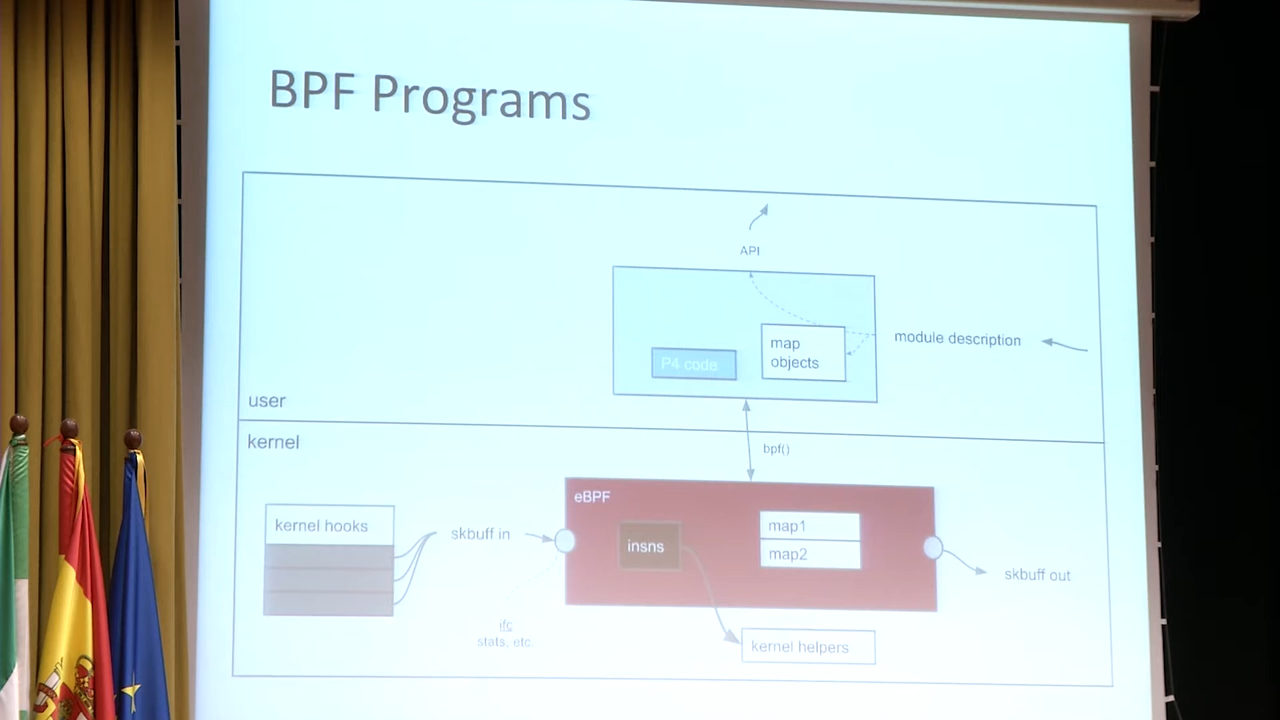 BPF Programs
API
module description
map
objects
P4 code
user
kernel
bpf()
eBPF
kernel hooks
skbuff in
insns
map1
map2
skbuff out
ifc
stats, etc.
kernel helpers